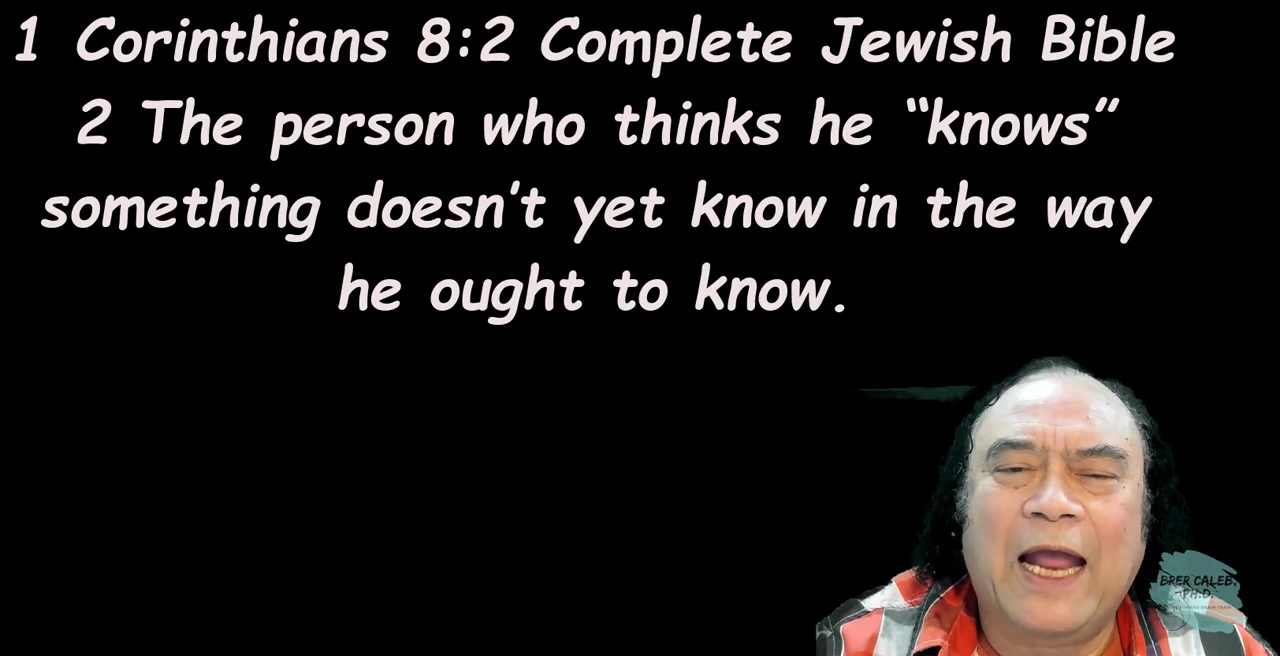 1 Corinthians 8:2 Complete Jewish Bible
2 The person who thinks he “knows”
something doesn’t yet know in the way
he ought to know.
BRER CALEB,
PH.D.